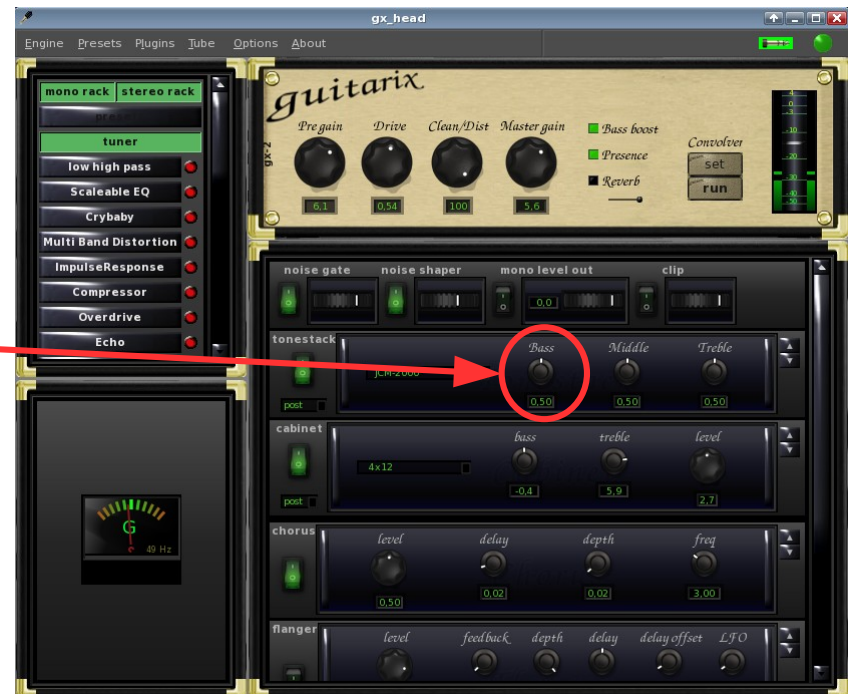 gx_head
Engine Presets Plugins Tube Options About
mono rack stereo rack
tuner
low high pass
Scaleable EQ
Crybaby
Multi Band Distortion
ImpulseResponse
Compressor
Overdrive
Echo
G
49 Hz
guitarix
gx-2
Pre gain Drive Clean/Dist Master gain
6,1 0,54 100 5,6
Bass boost
Presence
Reverb
Convolver
set
run
noise gate noise shaper mono level out clip
0,0
tonestack
Bass Middle Treble
JCM-2000
0,50 0,50 0,50
post
cabinet
bass treble level
4x12
-0,4 5,9 2,7
post
chorus
level delay depth freq
0,50 0,02 0,02 3,00
flanger
level feedback depth delay delay offset LFO